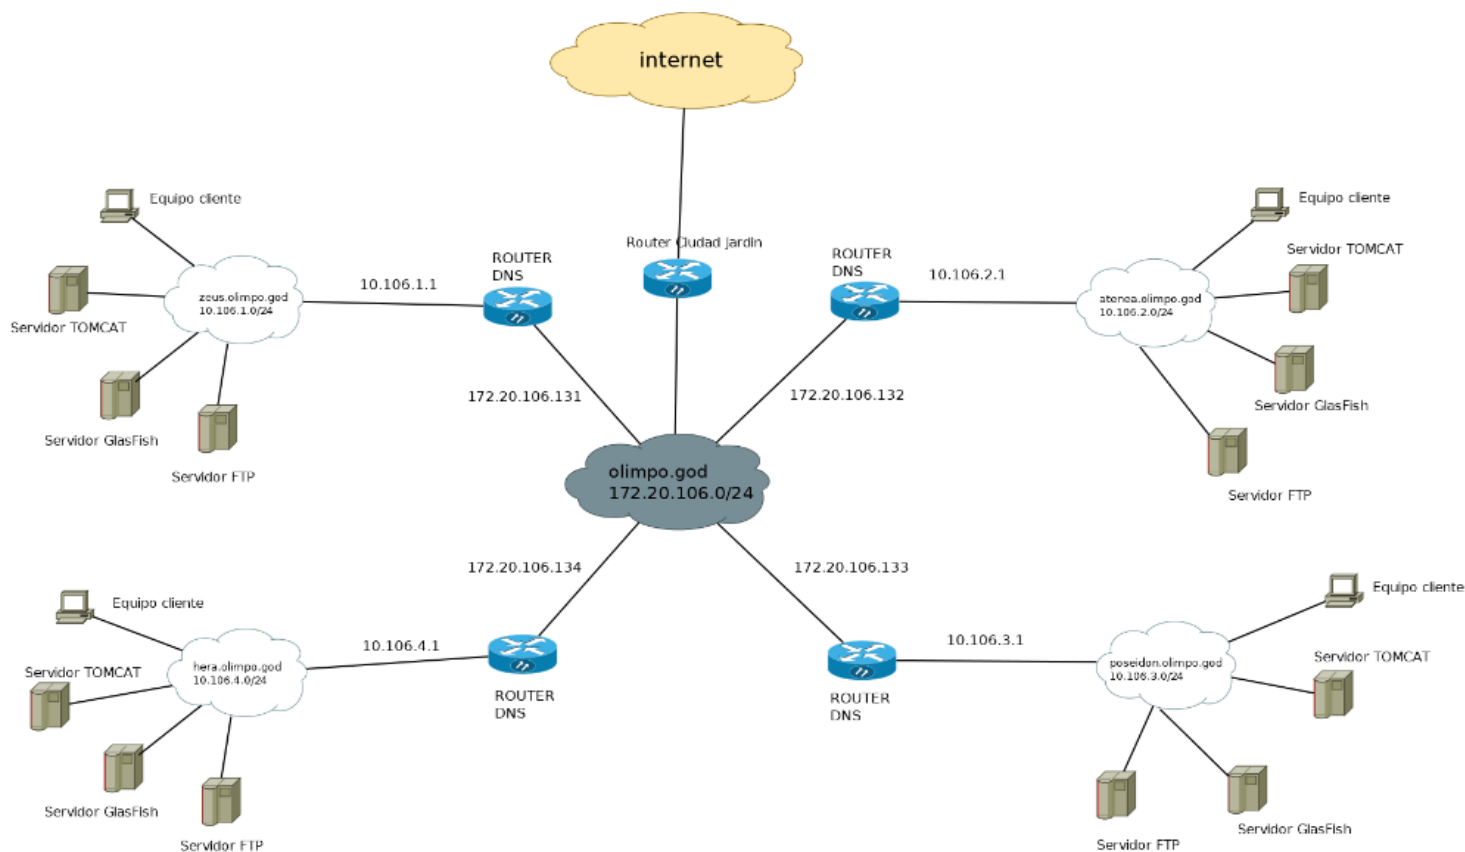 internet
Equipo cliente
Servidor TOMCAT
zeus.olimpo.god
10.106.1.0/24
Servidor GlasFish
Servidor FTP
10.106.1.1
ROUTER
DNS
Router Ciudad Jardin
ROUTER
DNS
10.106.2.1
Equipo cliente
Servidor TOMCAT
atenea.olimpo.god
10.106.2.0/24
Servidor GlasFish
Servidor FTP
172.20.106.131
172.20.106.132
olimpo.god
172.20.106.0/24
172.20.106.134
172.20.106.133
Equipo cliente
Servidor TOMCAT
hera.olimpo.god
10.106.4.0/24
Servidor GlasFish
Servidor FTP
10.106.4.1
ROUTER
DNS
ROUTER
DNS
10.106.3.1
Equipo cliente
Servidor TOMCAT
poseidon.olimpo.god
10.106.3.0/24
Servidor GlasFish
Servidor FTP